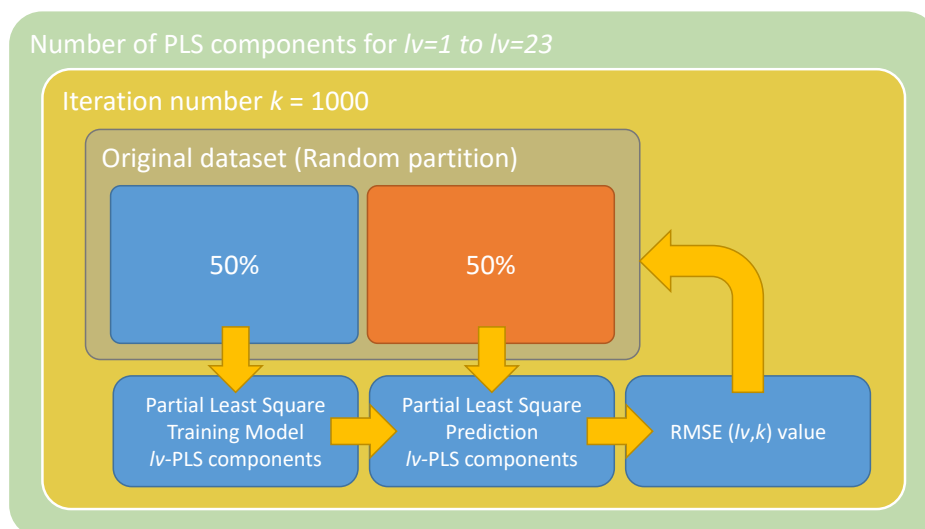 Number of PLS components for lv=1 to lv=23
Iteration number k = 1000
Original dataset (Random partition)
50%
50%
Partial Least Square
Training Model
lv-PLS components
Partial Least Square
Prediction
lv-PLS components
RMSE (lv,k) value